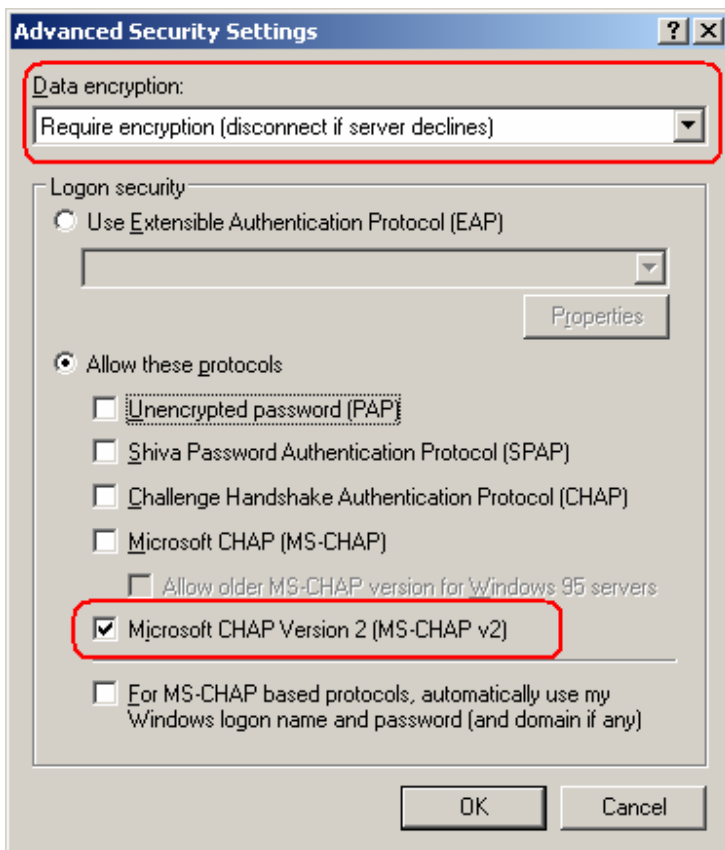 Advanced Security Settings
Data encryption:
Require encryption (disconnect if server declines)
Logon security
Use Extensible Authentication Protocol (EAP)
Properties
Allow these protocols
Unencrypted password (PAP)
Shiva Password Authentication Protocol (SPAP)
Challenge Handshake Authentication Protocol (CHAP)
Microsoft CHAP (MS-CHAP)
Allow older MS-CHAP version for Windows 95 servers
Microsoft CHAP Version 2 (MS-CHAP v2)
For MS-CHAP based protocols, automatically use my
Windows logon name and password (and domain if any)
OK Cancel